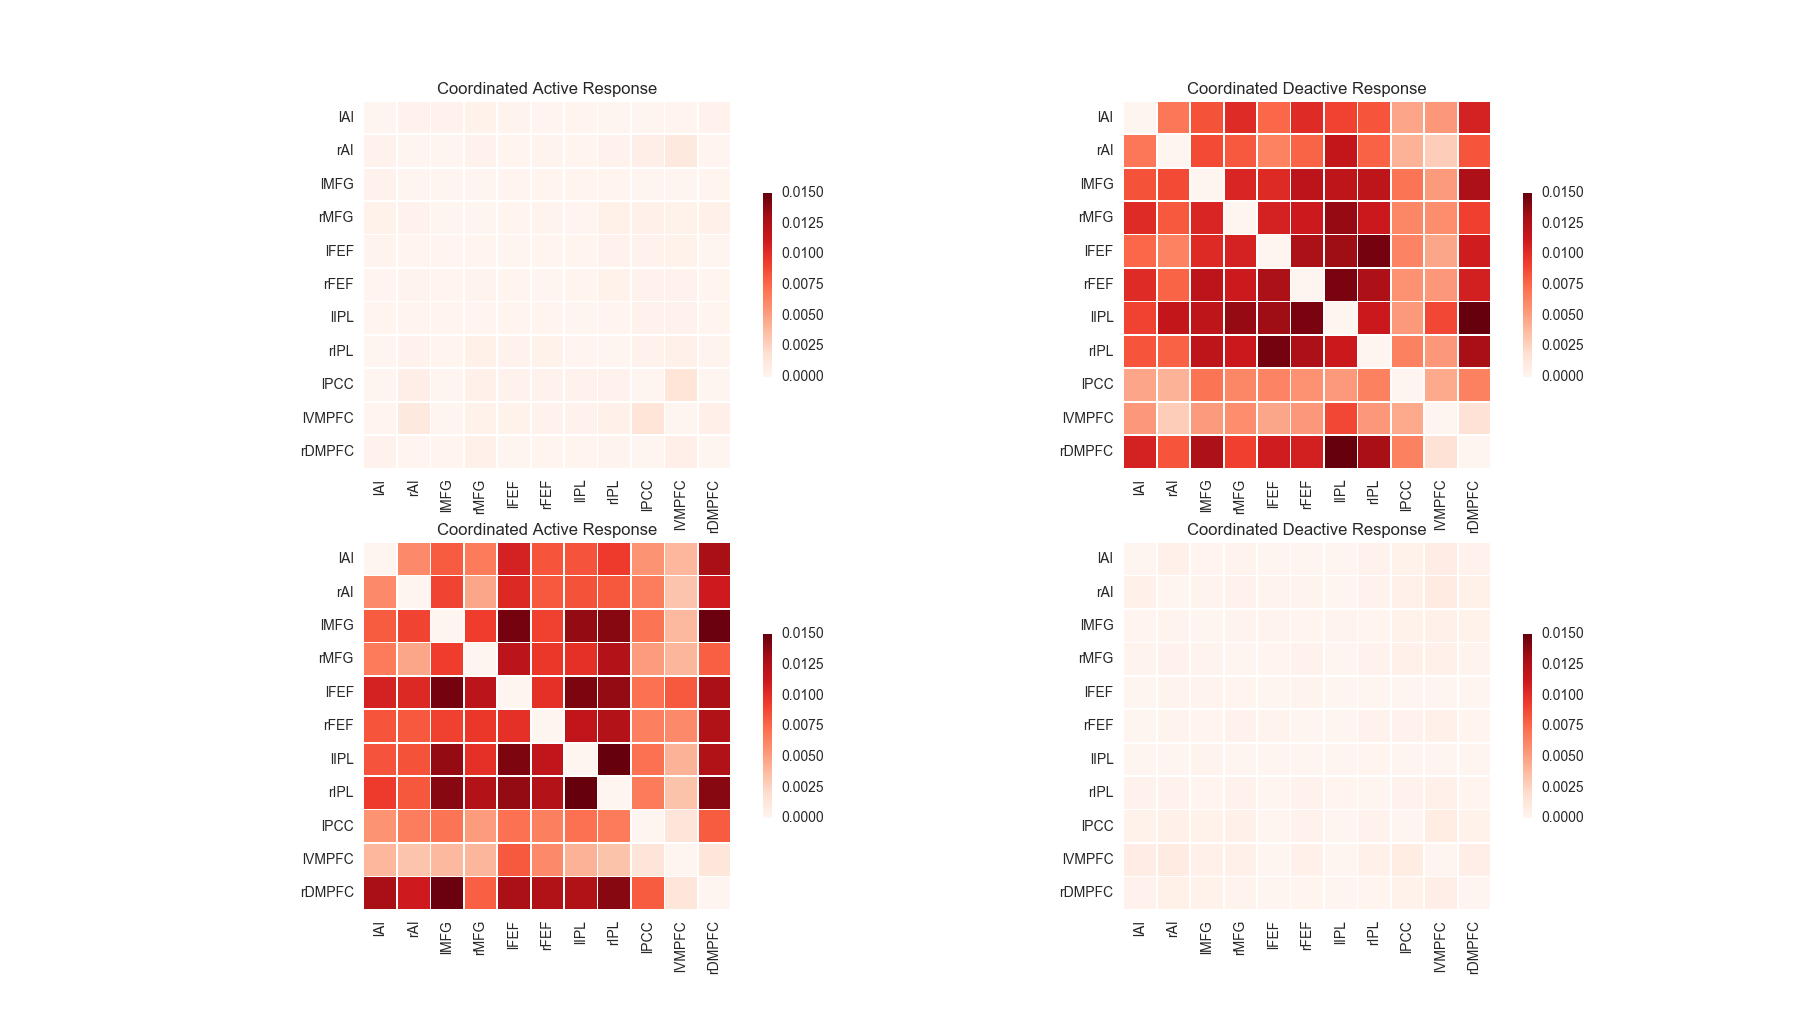 Coordinated Active Response
lAI
rAI
lMFG
rMFG
lFEF
rFEF
lIPL
rIPL
lPCC
lVMPFC
rDMPFC
lAI
rAI
lMFG
rMFG
lFEF
rFEF
lIPL
rIPL
lPCC
lVMPFC
rDMPFC
0.0150
0.0125
0.0100
0.0075
0.0050
0.0025
0.0000
Coordinated Deactive Response
lAI
rAI
lMFG
rMFG
lFEF
rFEF
lIPL
rIPL
lPCC
lVMPFC
rDMPFC
lAI
rAI
lMFG
rMFG
lFEF
rFEF
lIPL
rIPL
lPCC
lVMPFC
rDMPFC
0.0150
0.0125
0.0100
0.0075
0.0050
0.0025
0.0000
Coordinated Active Response
lAI
rAI
lMFG
rMFG
lFEF
rFEF
lIPL
rIPL
lPCC
lVMPFC
rDMPFC
lAI
rAI
lMFG
rMFG
lFEF
rFEF
lIPL
rIPL
lPCC
lVMPFC
rDMPFC
0.0150
0.0125
0.0100
0.0075
0.0050
0.0025
0.0000
Coordinated Deactive Response
lAI
rAI
lMFG
rMFG
lFEF
rFEF
lIPL
rIPL
lPCC
lVMPFC
rDMPFC
lAI
rAI
lMFG
rMFG
lFEF
rFEF
lIPL
rIPL
lPCC
lVMPFC
rDMPFC
0.0150
0.0125
0.0100
0.0075
0.0050
0.0025
0.0000